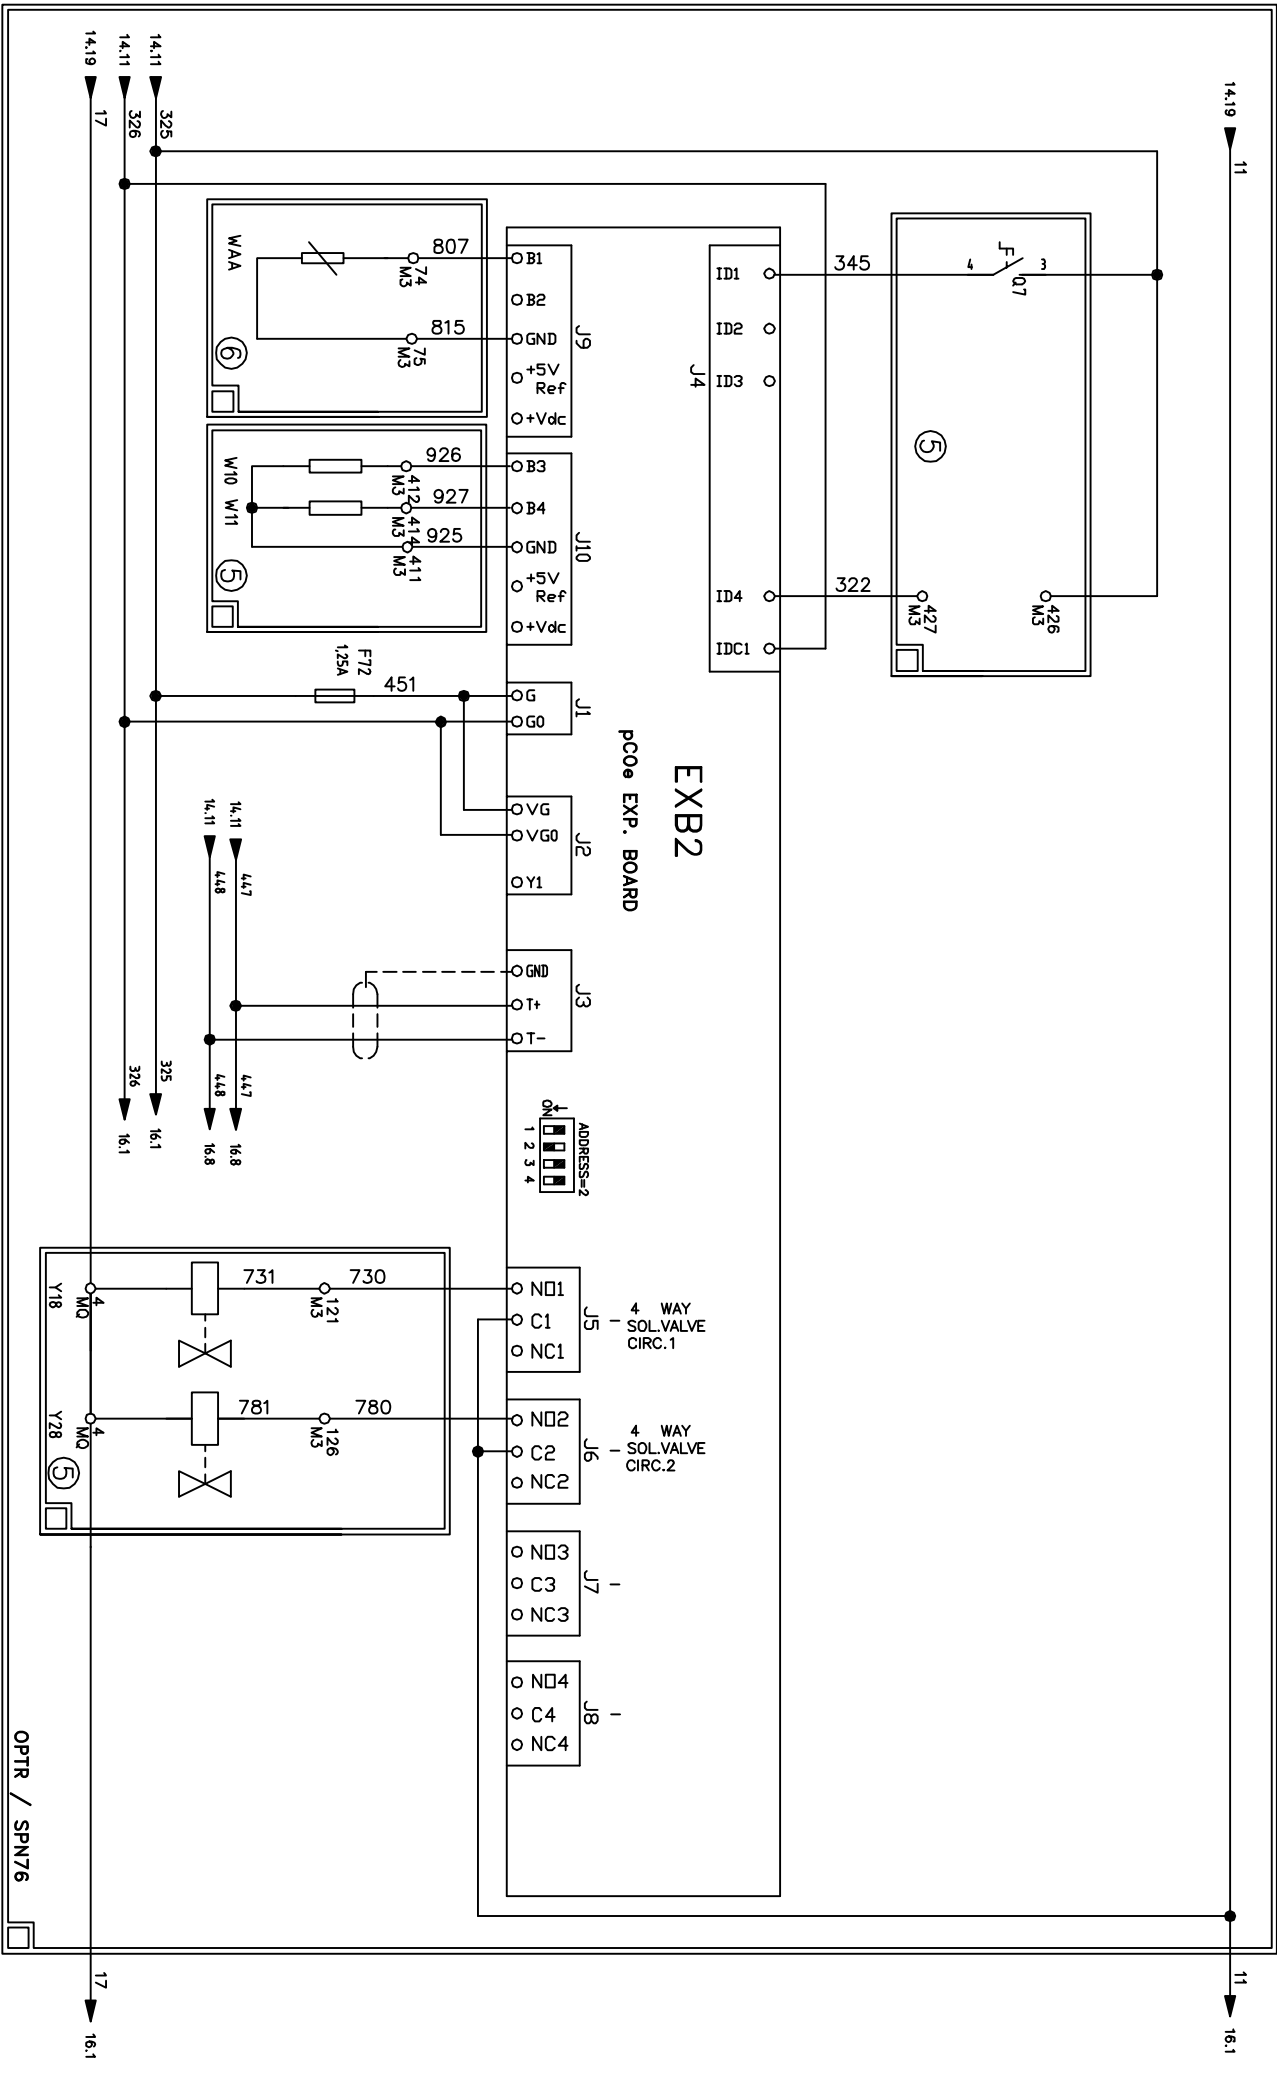 14.19
11
14.11
325
14.11
326
14.19
17
345
4
3
Q7
5
322
427
M3
426
M3
ID1
ID2
ID3
ID4
IDC1
J4
807
74
M3
815
75
M3
WAA
6
B1
B2
GND
+5V
Ref
+Vdc
J9
926
412
M3
927
414
M3
925
411
M3
W10
W11
5
B3
B4
GND
+5V
Ref
+Vdc
J10
F72
1,25A
451
G
G0
J1
EXB2
pCOe EXP. BOARD
VG
VG0
Y1
J2
14.11
447
14.11
448
GND
T+
T-
J3
447
16.8
448
16.8
325
16.1
326
16.1
ADDRESS=2
ON
1 2 3 4
731
121
M3
730
Y18
4
MQ
781
126
M3
780
Y28
4
MQ
5
NO1
C1
NC1
J5
- 4 WAY
SOL.VALVE
CIRC.1
NO2
C2
NC2
J6
- 4 WAY
SOL.VALVE
CIRC.2
NO3
C3
NC3
J7 -
NO4
C4
NC4
J8 -
OPTR / SPN76
11
16.1
17
16.1